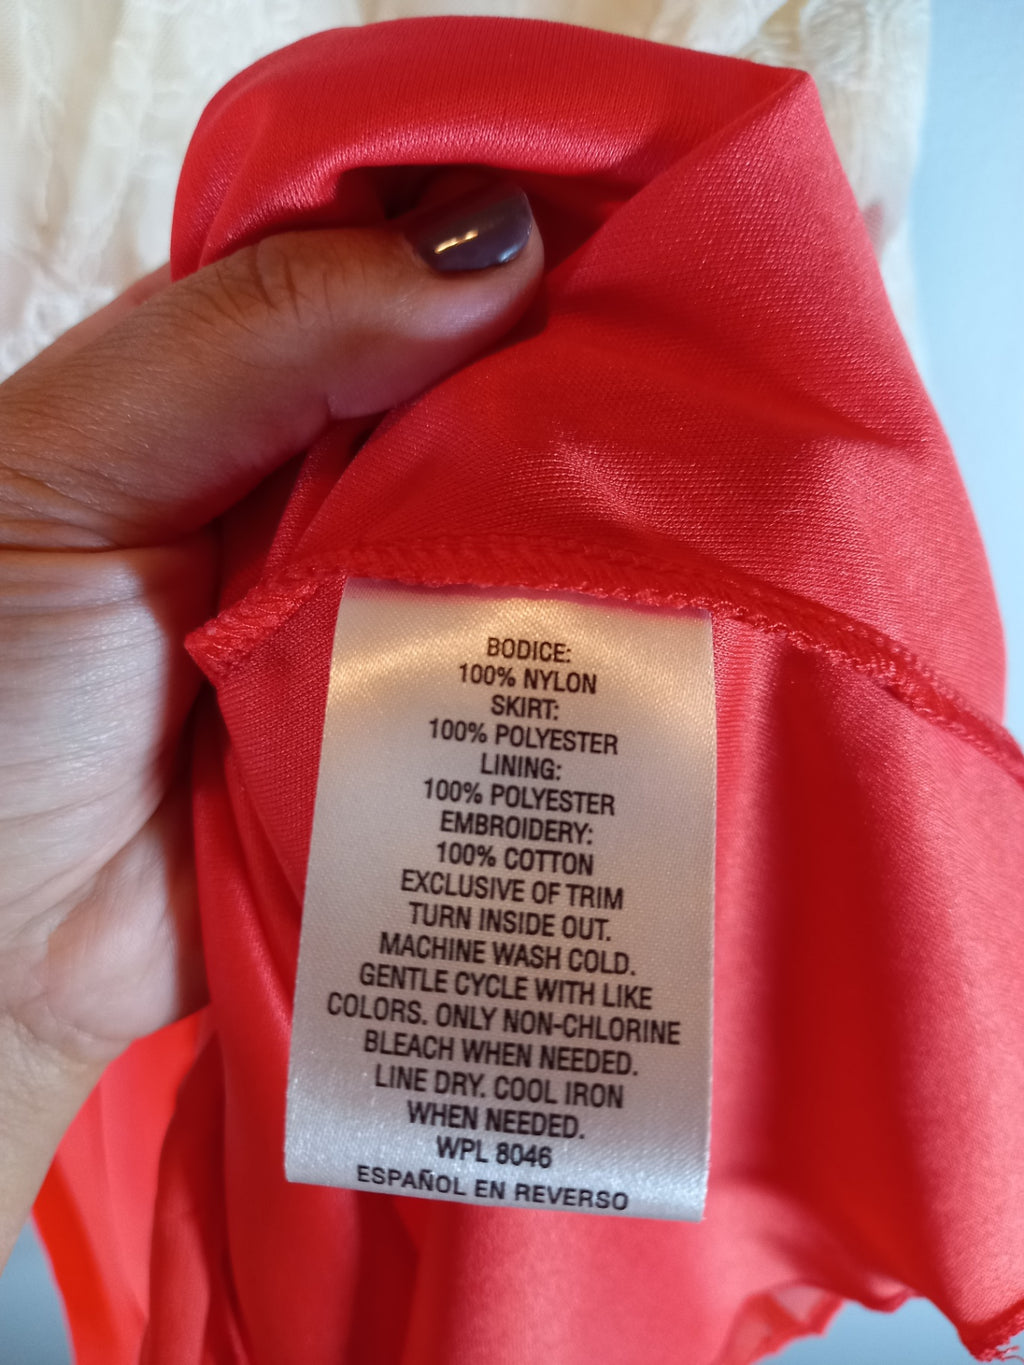 BODICE:
100% NYLON
SKIRT:
100% POLYESTER
LINING:
100% POLYESTER
EMBROIDERY:
100% COTTON
EXCLUSIVE OF TRIM
TURN INSIDE OUT.
MACHINE WASH COLD.
GENTLE CYCLE WITH LIKE
COLORS. ONLY NON-CHLORINE
BLEACH WHEN NEEDED.
LINE DRY. COOL IRON
WHEN NEEDED.
WPL 8046
ESPAÑOL EN REVERSO